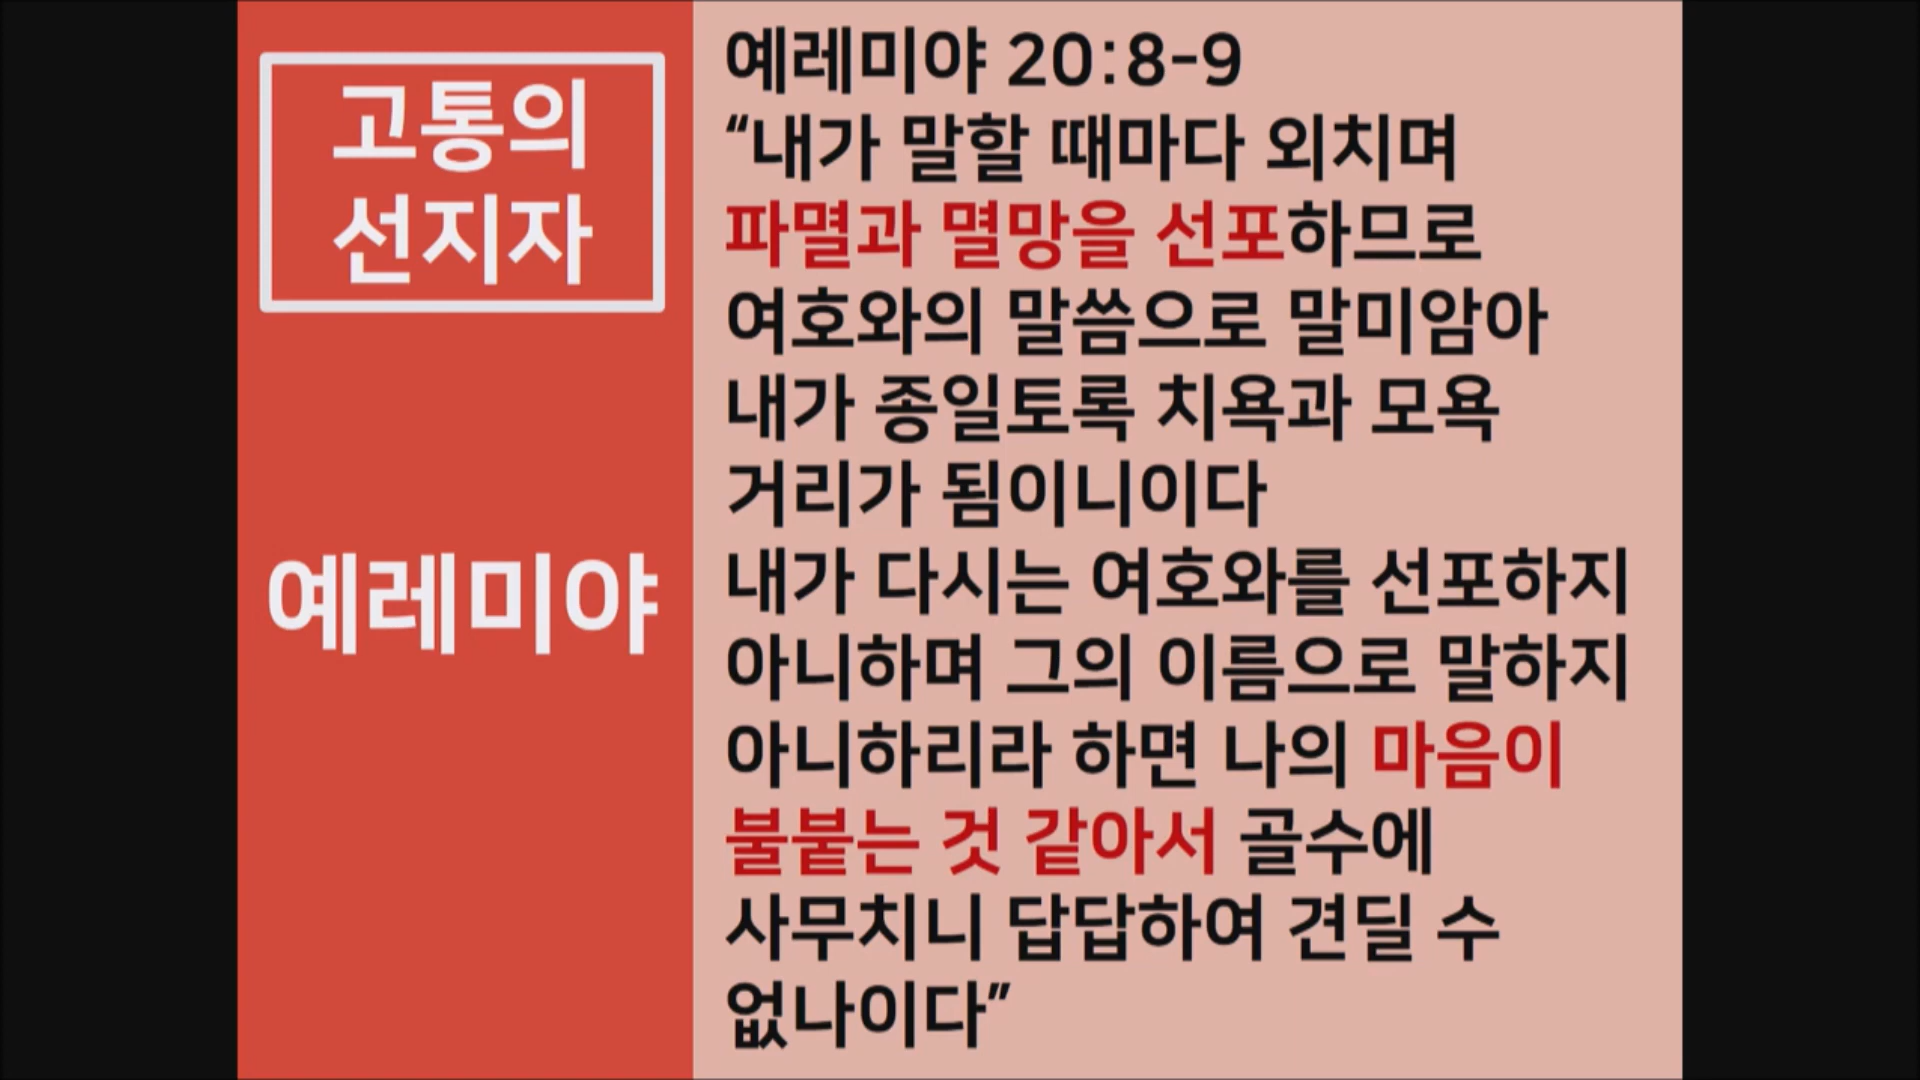 고통의
선지자
예레미야
예레미야 20:8-9
“내가 말할 때마다 외치며
파멸과 멸망을 선포하므로
여호와의 말씀으로 말미암아
내가 종일토록 치욕과 모욕
거리가 됨이니이다
내가 다시는 여호와를 선포하지
아니하며 그의 이름으로 말하지
아니하리라 하면 나의 마음이
불붙는 것 같아서 골수에
사무치니 답답하여 견딜 수
없나이다”